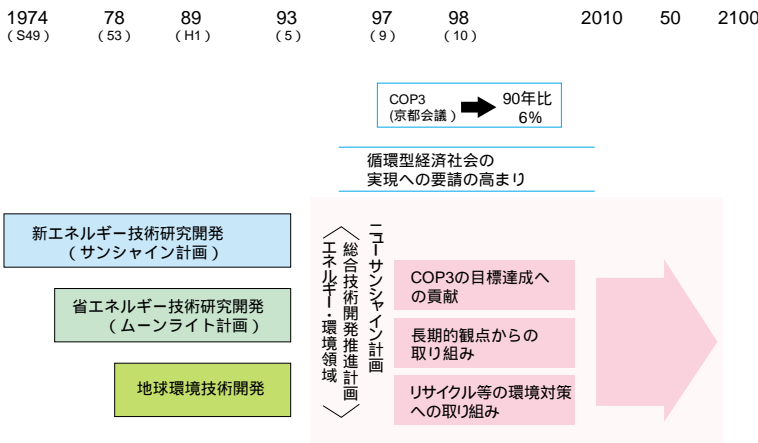 1974 78 89 93 97 98 2010 50 2100
(S49) (53) (H1) (5) (9) (10)
COP3
(京都会議)
90年比
6%
循環型経済社会の
実現への要請の高まり
新エネルギー技術研究開発
(サンシャイン計画)
省エネルギー技術研究開発
(ムーンライト計画)
地球環境技術開発
ニューサンシャイン計画
〈総合技術開発推進計画〉
エネルギー・環境領域
COP3の目標達成へ
の貢献
長期的観点からの
取り組み
リサイクル等の環境対策
への取り組み